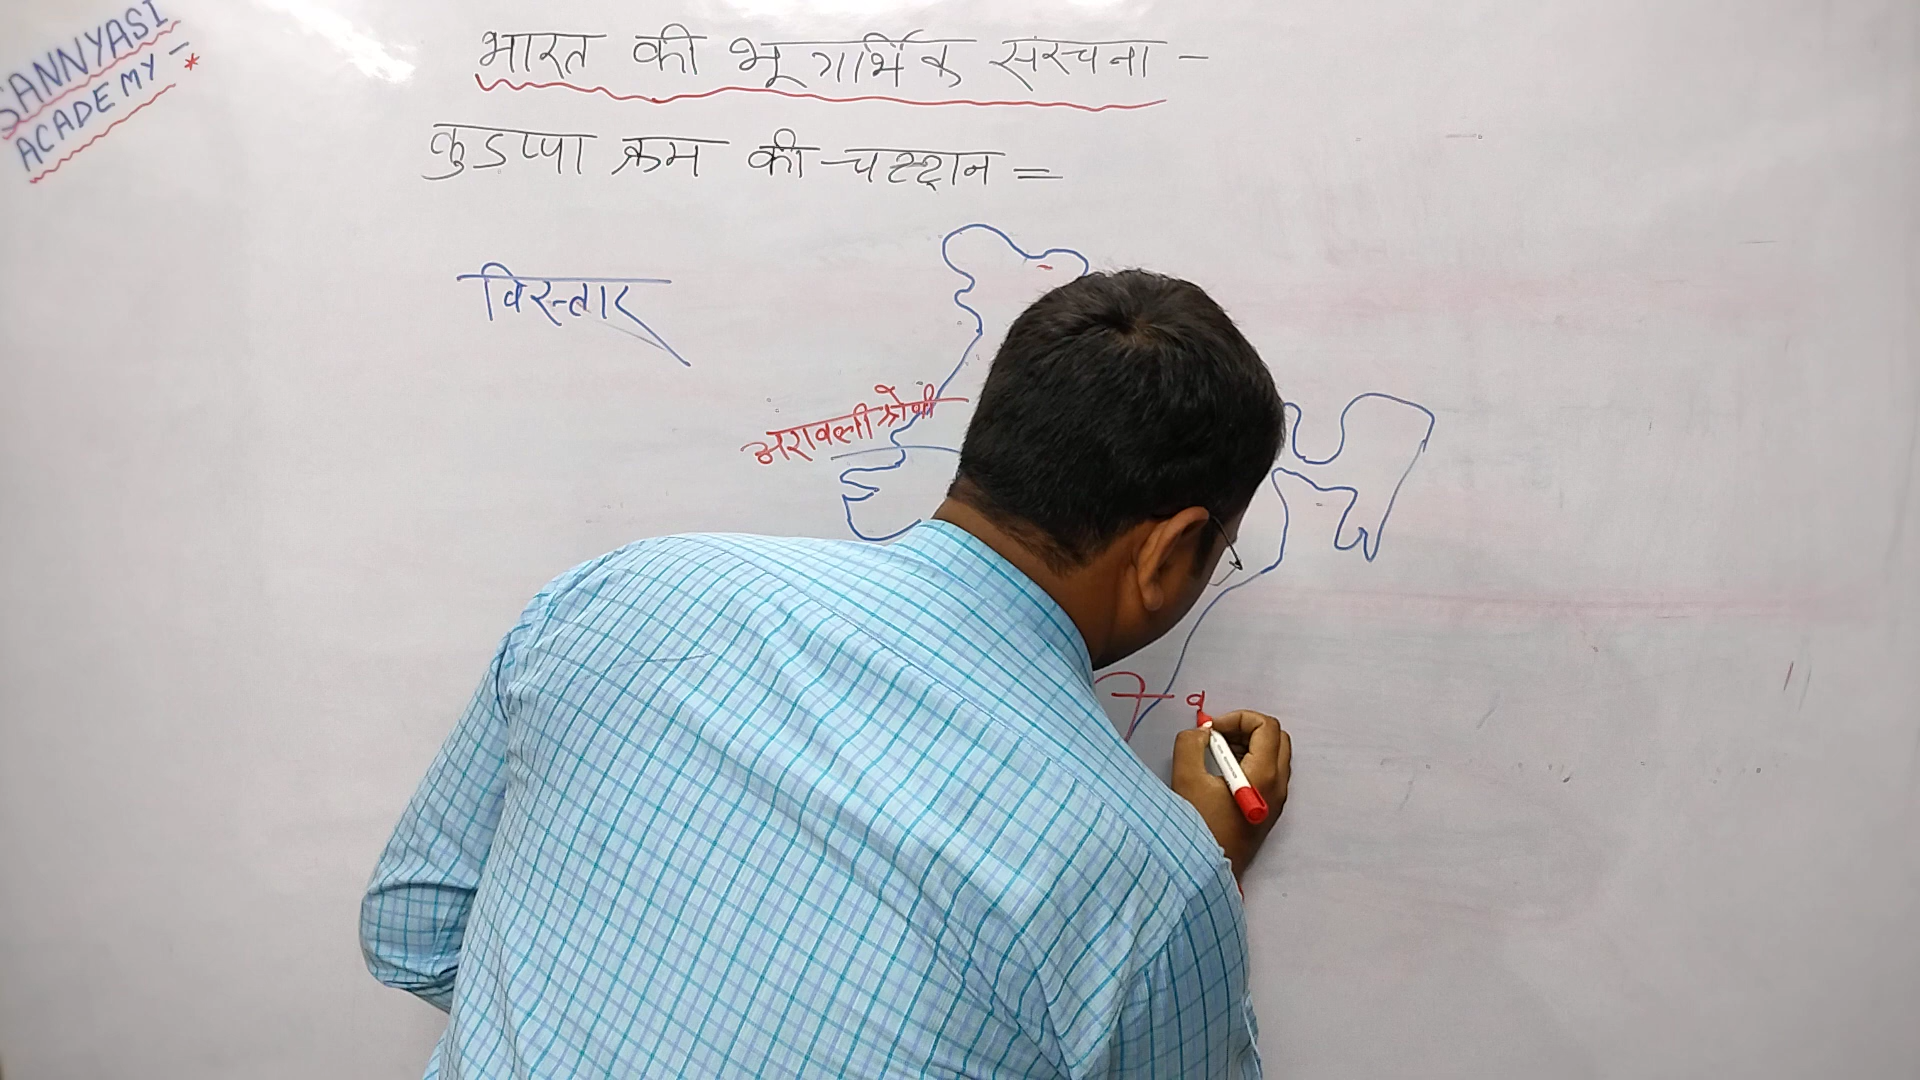 SANNYASI
ACADEMY - *
भारत की भूगर्भिक संरचना -
कुडप्पा क्रम की चट्टान =
विस्तार
अरावली श्रेणी